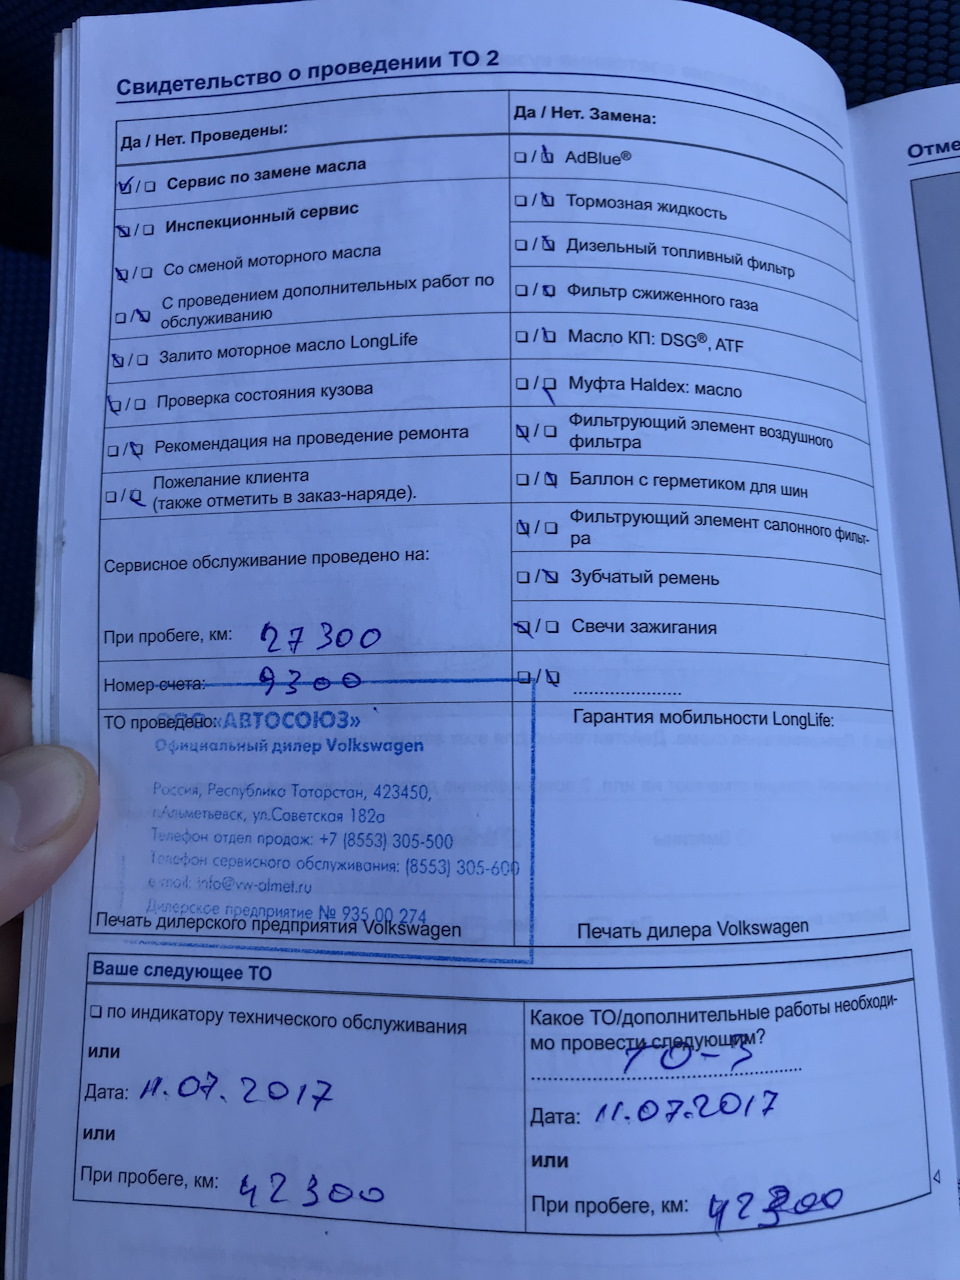 Свидетельство о проведении ТО 2
Да / Нет. Проведены:
Сервис по замене масла
Инспекционный сервис
Со сменой моторного масла
С проведением дополнительных работ по
обслуживанию
Залито моторное масло LongLife
Проверка состояния кузова
Рекомендация на проведение ремонта
Пожелание клиента
(также отметить в заказ-наряде).
Сервисное обслуживание проведено на:
При пробеге, км: 27300
Номер счета: 9300
ТО проведено:
ООО «АВТОСОЮЗ»
Официальный дилер Volkswagen
Россия, Республика Татарстан, 423450,
г.Альметьевск, ул.Советская 182а
Телефон отдел продаж: +7 (8553) 305-500
Телефон сервисного обслуживания: (8553) 305-600
e-mail: info@vw-almet.ru
Дилерское предприятие № 935 00 274
Печать дилерского предприятия Volkswagen
Да / Нет. Замена:
AdBlue®
Тормозная жидкость
Дизельный топливный фильтр
Фильтр сжиженного газа
Масло КП: DSG®, ATF
Муфта Haldex: масло
Фильтрующий элемент воздушного
фильтра
Баллон с герметиком для шин
Фильтрующий элемент салонного фильт-
ра
Зубчатый ремень
Свечи зажигания
Гарантия мобильности LongLife:
Печать дилера Volkswagen
Ваше следующее ТО
по индикатору технического обслуживания
или
Дата: 11.07.2017
или
При пробеге, км: 42300
Какое ТО/дополнительные работы необходи-
мо провести следующим?
ТО-3
Дата: 11.07.2017
или
При пробеге, км: 42300
Отме